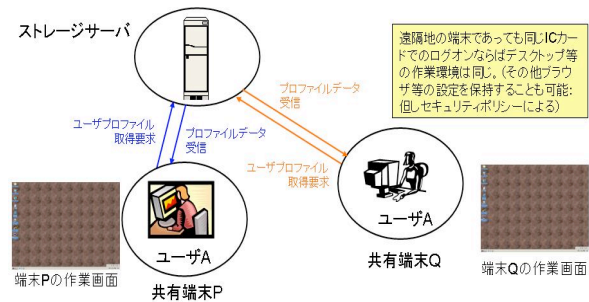 ストレージサーバ
遠隔地の端末であっても同じICカー
ドでのログオンならばデスクトップ等
の作業環境は同じ。(その他ブラウ
ザ等の設定を保持することも可能:
但しセキュリティポリシーによる)
プロファイルデータ
受信
ユーザプロファイル
取得要求
プロファイルデータ
受信
ユーザプロファイル
取得要求
ユーザA
ユーザA
端末Pの作業画面
共有端末P
共有端末Q
端末Qの作業画面